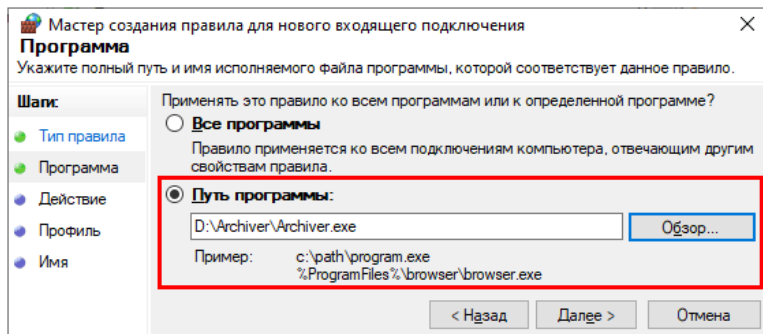 Мастер создания правила для нового входящего подключения
Программа
Укажите полный путь и имя исполняемого файла программы, которой соответствует данное правило.
Шаги:
Тип правила
Программа
Действие
Профиль
Имя
Применять это правило ко всем программам или к определенной программе?
Все программы
Правило применяется ко всем подключениям компьютера, отвечающим другим
свойствам правила.
Путь программы:
D:\Archiver\Archiver.exe
Обзор...
Пример: c:\path\program.exe
%ProgramFiles%\browser\browser.exe
< Назад Далее > Отмена